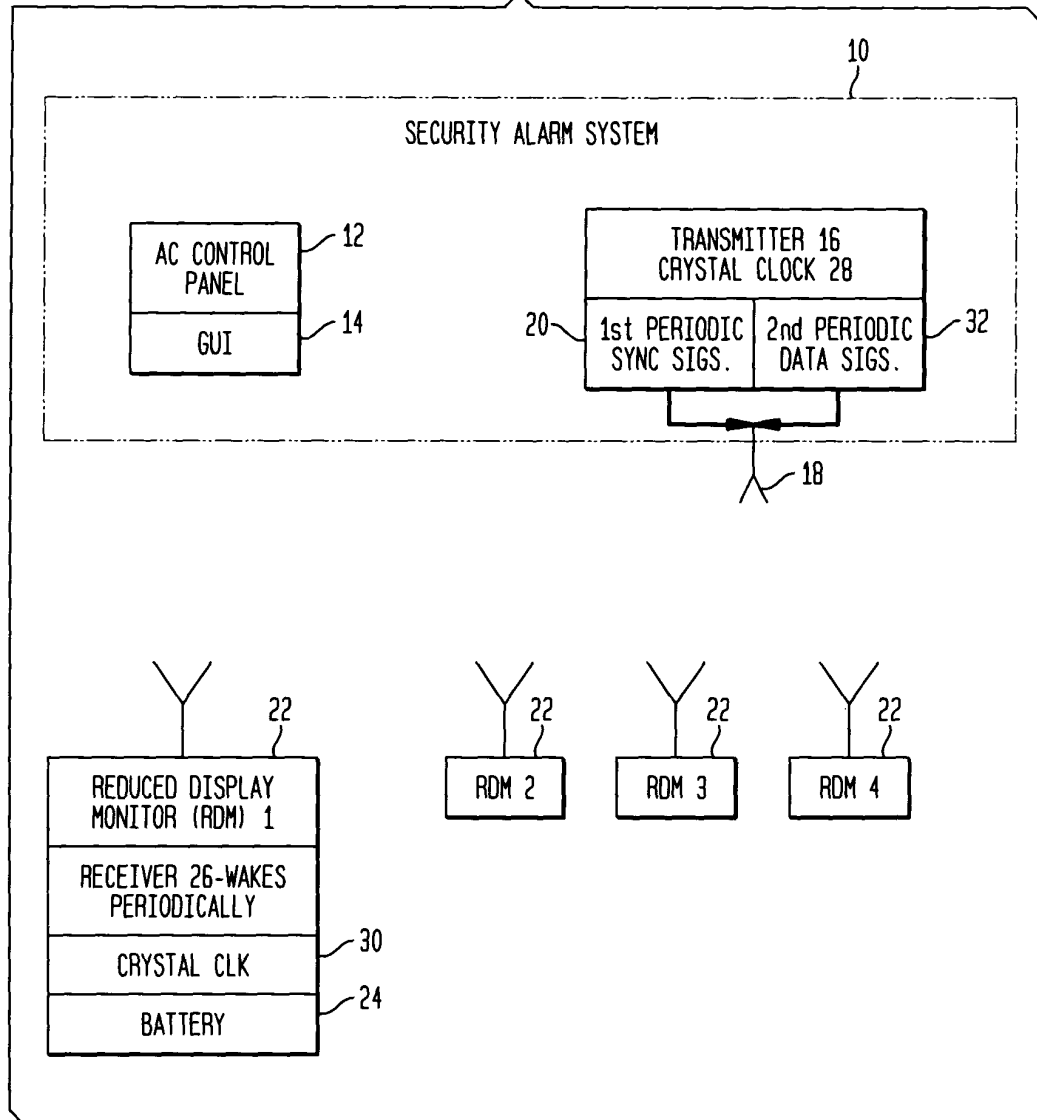 10
SECURITY ALARM SYSTEM
AC CONTROL
PANEL
12
GUI
14
TRANSMITTER 16
CRYSTAL CLOCK 28
20
1st PERIODIC
SYNC SIGS.
2nd PERIODIC
DATA SIGS.
32
18
22
REDUCED DISPLAY
MONITOR (RDM) 1
RECEIVER 26-WAKES
PERIODICALLY
CRYSTAL CLK
30
BATTERY
24
22
RDM 2
22
RDM 3
22
RDM 4